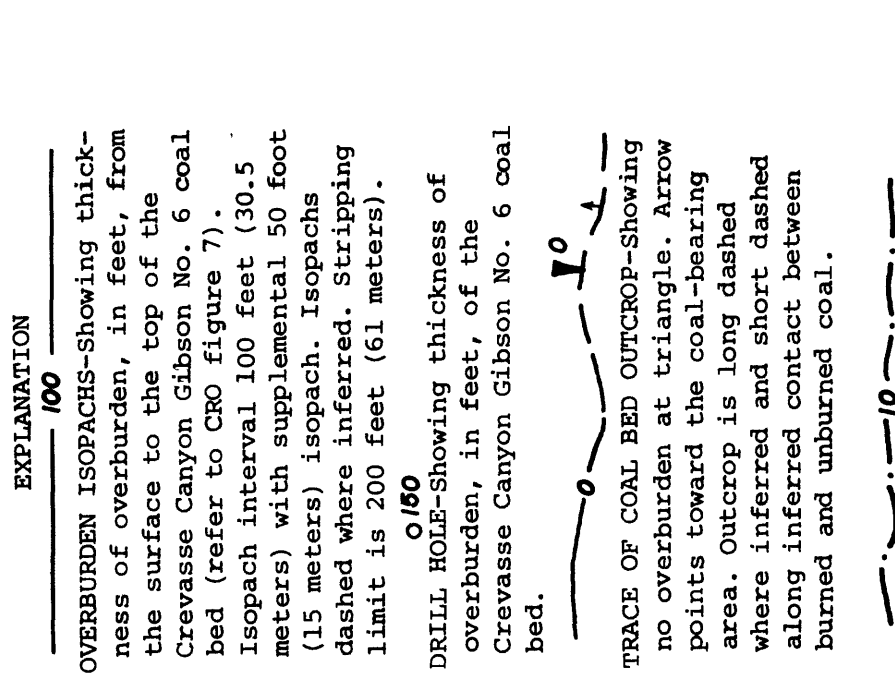 EXPLANATION
100
OVERBURDEN ISOPACHS-Showing thick-
ness of overburden, in feet, from
the surface to the top of the
Crevasse Canyon Gibson No. 6 coal
bed (refer to CRO figure 7).
Isopach interval 100 feet (30.5
meters) with supplemental 50 foot
(15 meters) isopach. Isopachs
dashed where inferred. Stripping
limit is 200 feet (61 meters).
150
DRILL HOLE-Showing thickness of
overburden, in feet, of the
Crevasse Canyon Gibson No. 6 coal
bed.
0 0
TRACE OF COAL BED OUTCROP-Showing
no overburden at triangle. Arrow
points toward the coal-bearing
area. Outcrop is long dashed
where inferred and short dashed
along inferred contact between
burned and unburned coal.
10